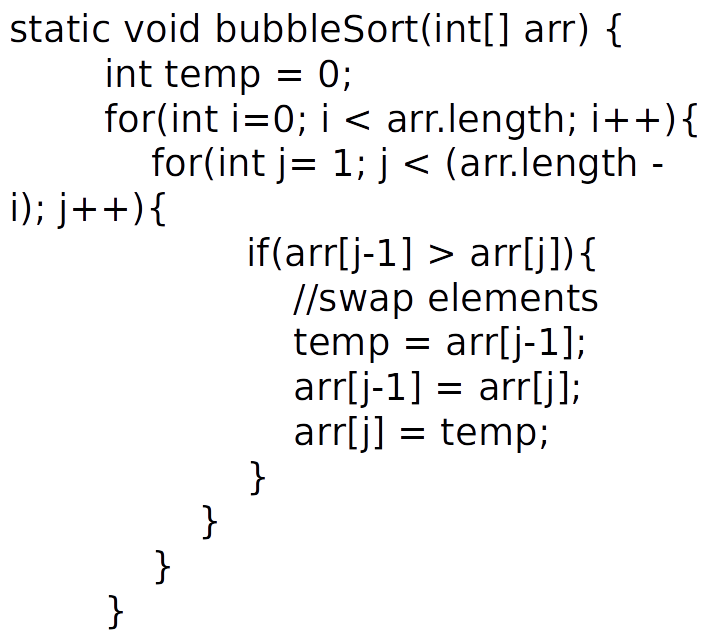 static void bubbleSort(int[] arr) {
int temp = 0;
for(int i=0; i < arr.length; i++){
for(int j= 1; j < (arr.length -
i); j++){
if(arr[j-1] > arr[j]){
//swap elements
temp = arr[j-1];
arr[j-1] = arr[j];
arr[j] = temp;
}
}
}
}